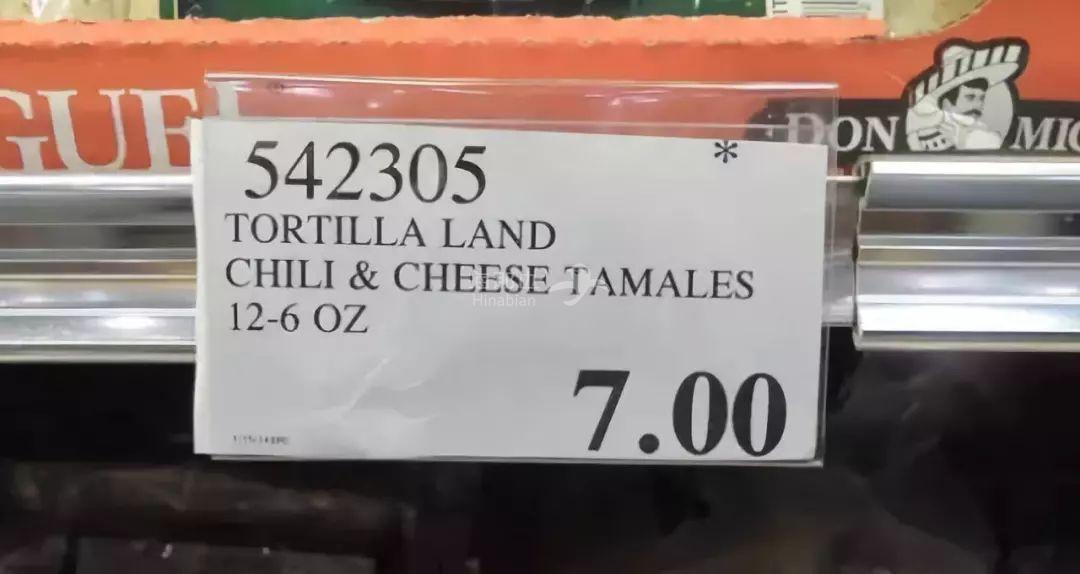 GUEL
DON
MIG
542305
*
TORTILLA LAND
CHILI & CHEESE TAMALES
Hinabian
12-6 OZ
7.00